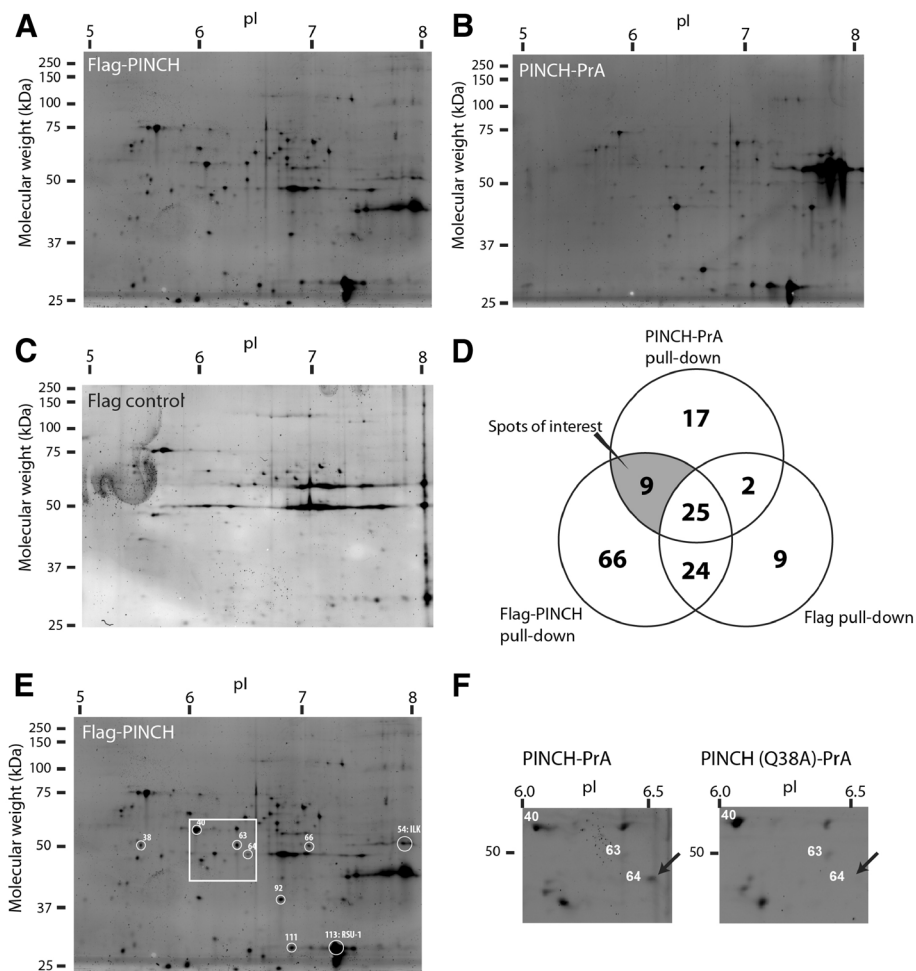 A
pI
5 6 7 8
Flag-PINCH
Molecular weight (kDa)
250
150
100
75
50
37
25
B
pI
5 6 7 8
PINCH-PrA
Molecular weight (kDa)
250
150
100
75
50
37
25
C
pI
5 6 7 8
Flag control
Molecular weight (kDa)
250
150
100
75
50
37
25
D
PINCH-PrA
pull-down
Spots of interest
17
9
2
25
66
24
9
Flag-PINCH
pull-down
Flag pull-down
E
pI
5 6 7 8
Flag-PINCH
Molecular weight (kDa)
250
150
100
75
50
37
25
38
40
63
64
66
54: ILK
92
111
113: RSU-1
F
PINCH-PrA
pI
6.0 6.5
50
40
63
64
PINCH (Q38A)-PrA
pI
6.0 6.5
50
40
63
64